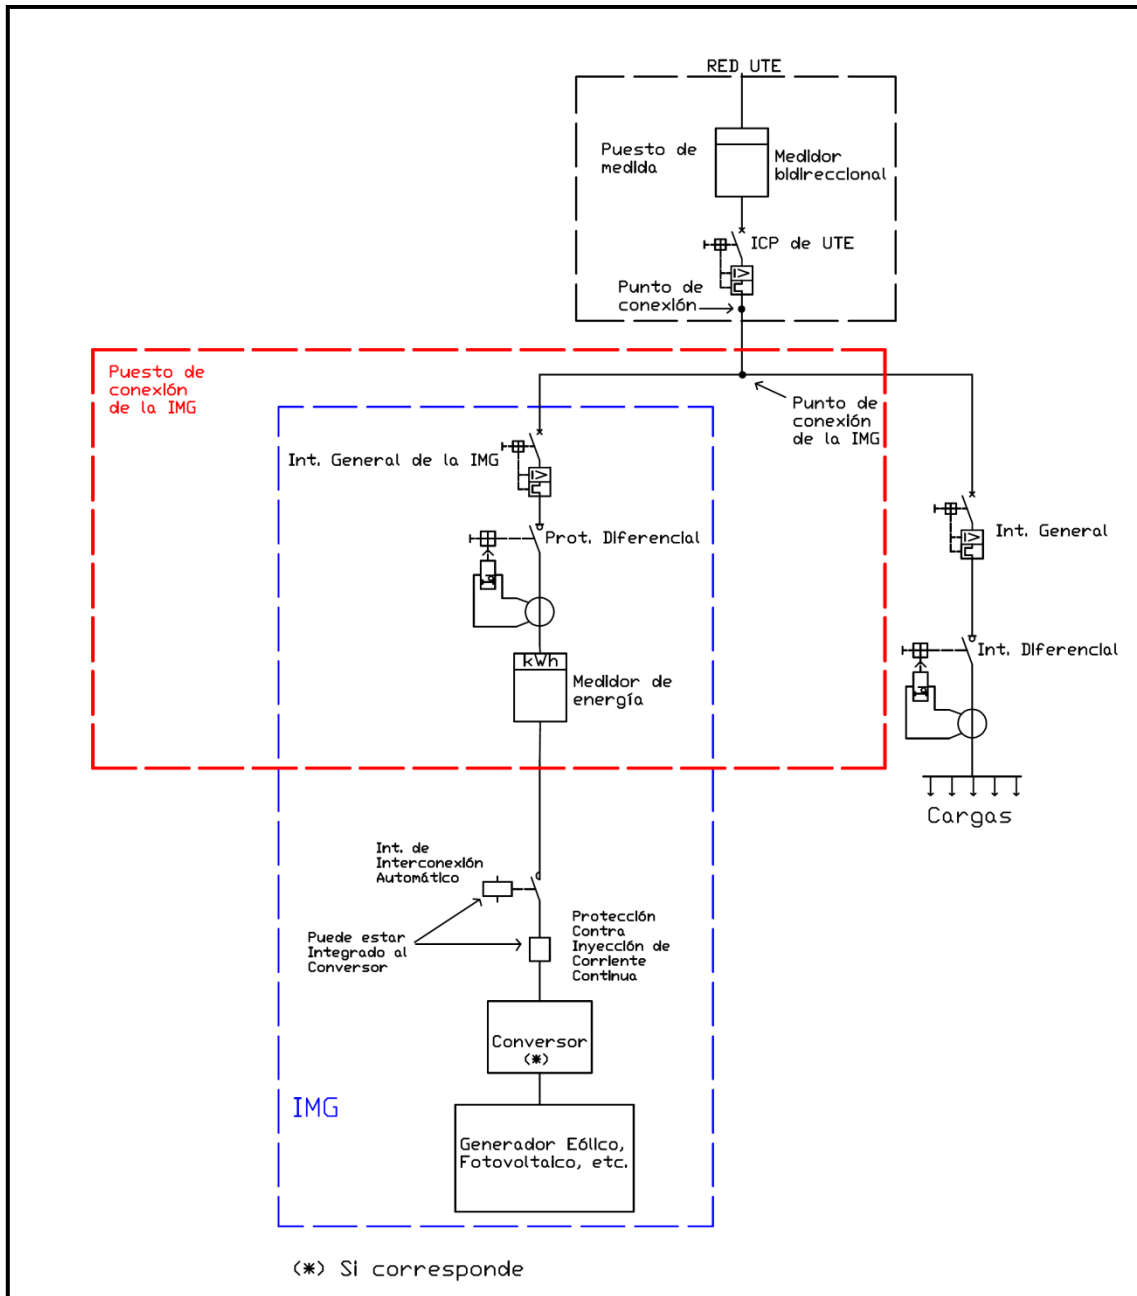 RED UTE
Puesto de
medida
Medidor
bidireccional
ICP de UTE
Punto de
conexión
Puesto de
conexión
de la IMG
Punto de
conexión
de la IMG
Int. General de la IMG
Prot. Diferencial
kWh
Medidor de
energía
Int. General
Int. Diferencial
Cargas
Int. de
Interconexión
Automático
Puede estar
Integrado al
Conversor
Protección
Contra
Inyección de
Corriente
Continua
Conversor
(*)
IMG
Generador Eólico,
Fotovoltaico, etc.
(*) Si corresponde